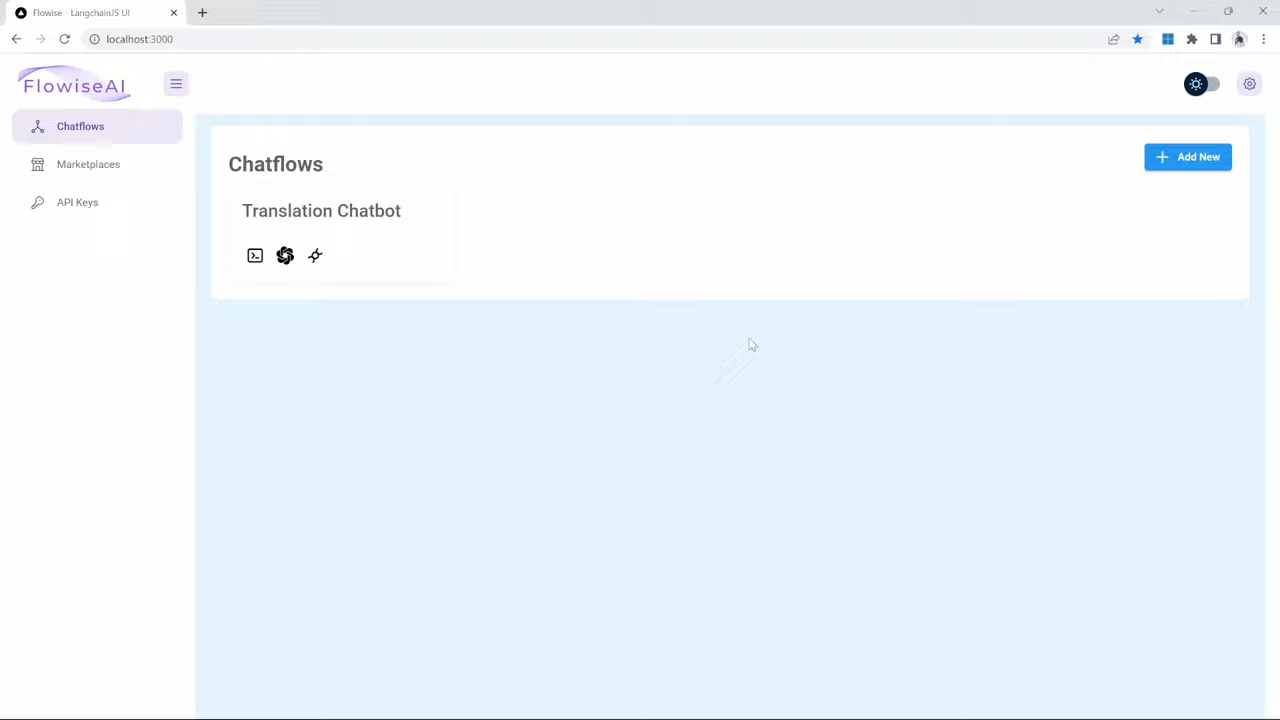 Flowise - LangchainJS UI
localhost:3000
FlowiseAI
Chatflows
Marketplaces
API Keys
Chatflows
Add New
Translation Chatbot